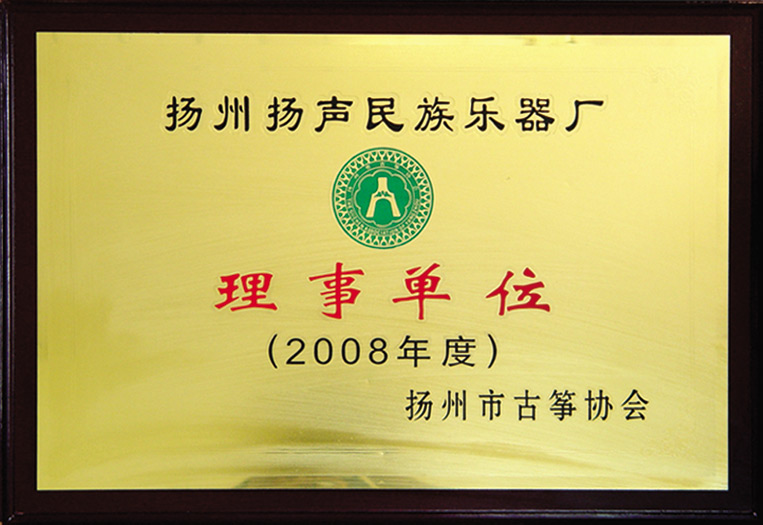 扬州扬声民族乐器厂
理事单位
(2008年度)
扬州市古筝协会